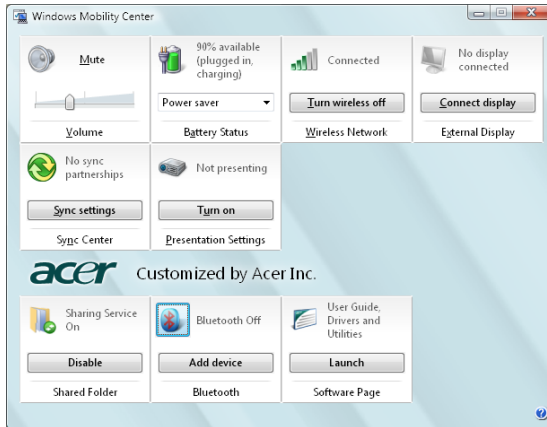 Windows Mobility Center
Mute
Volume
90% available
(plugged in,
charging)
Power saver
Battery Status
Connected
Turn wireless off
Wireless Network
No display
connected
Connect display
External Display
No sync
partnerships
Sync settings
Sync Center
Not presenting
Turn on
Presentation Settings
acer Customized by Acer Inc.
Sharing Service
On
Disable
Shared Folder
Bluetooth Off
Add device
Bluetooth
User Guide,
Drivers and
Utilities
Launch
Software Page
?